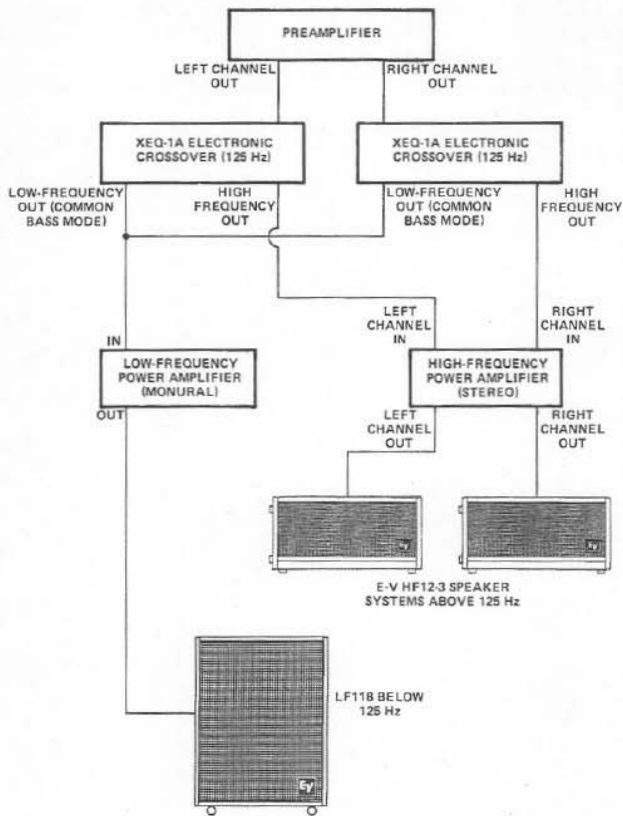 PREAMPLIFIER
LEFT CHANNEL
OUT
RIGHT CHANNEL
OUT
XEQ-1A ELECTRONIC
CROSSOVER (125 Hz)
XEQ-1A ELECTRONIC
CROSSOVER (125 Hz)
LOW-FREQUENCY
OUT (COMMON
BASS MODE)
HIGH
FREQUENCY
OUT
LOW-FREQUENCY
OUT (COMMON
BASS MODE)
HIGH
FREQUENCY
OUT
IN
LOW-FREQUENCY
POWER AMPLIFIER
(MONURAL)
OUT
LEFT
CHANNEL
IN
RIGHT
CHANNEL
IN
HIGH-FREQUENCY
POWER AMPLIFIER
(STEREO)
LEFT
CHANNEL
OUT
RIGHT
CHANNEL
OUT
EV
EV
E-V HF12-3 SPEAKER
SYSTEMS ABOVE 125 Hz
LF118 BELOW
125 Hz
EV